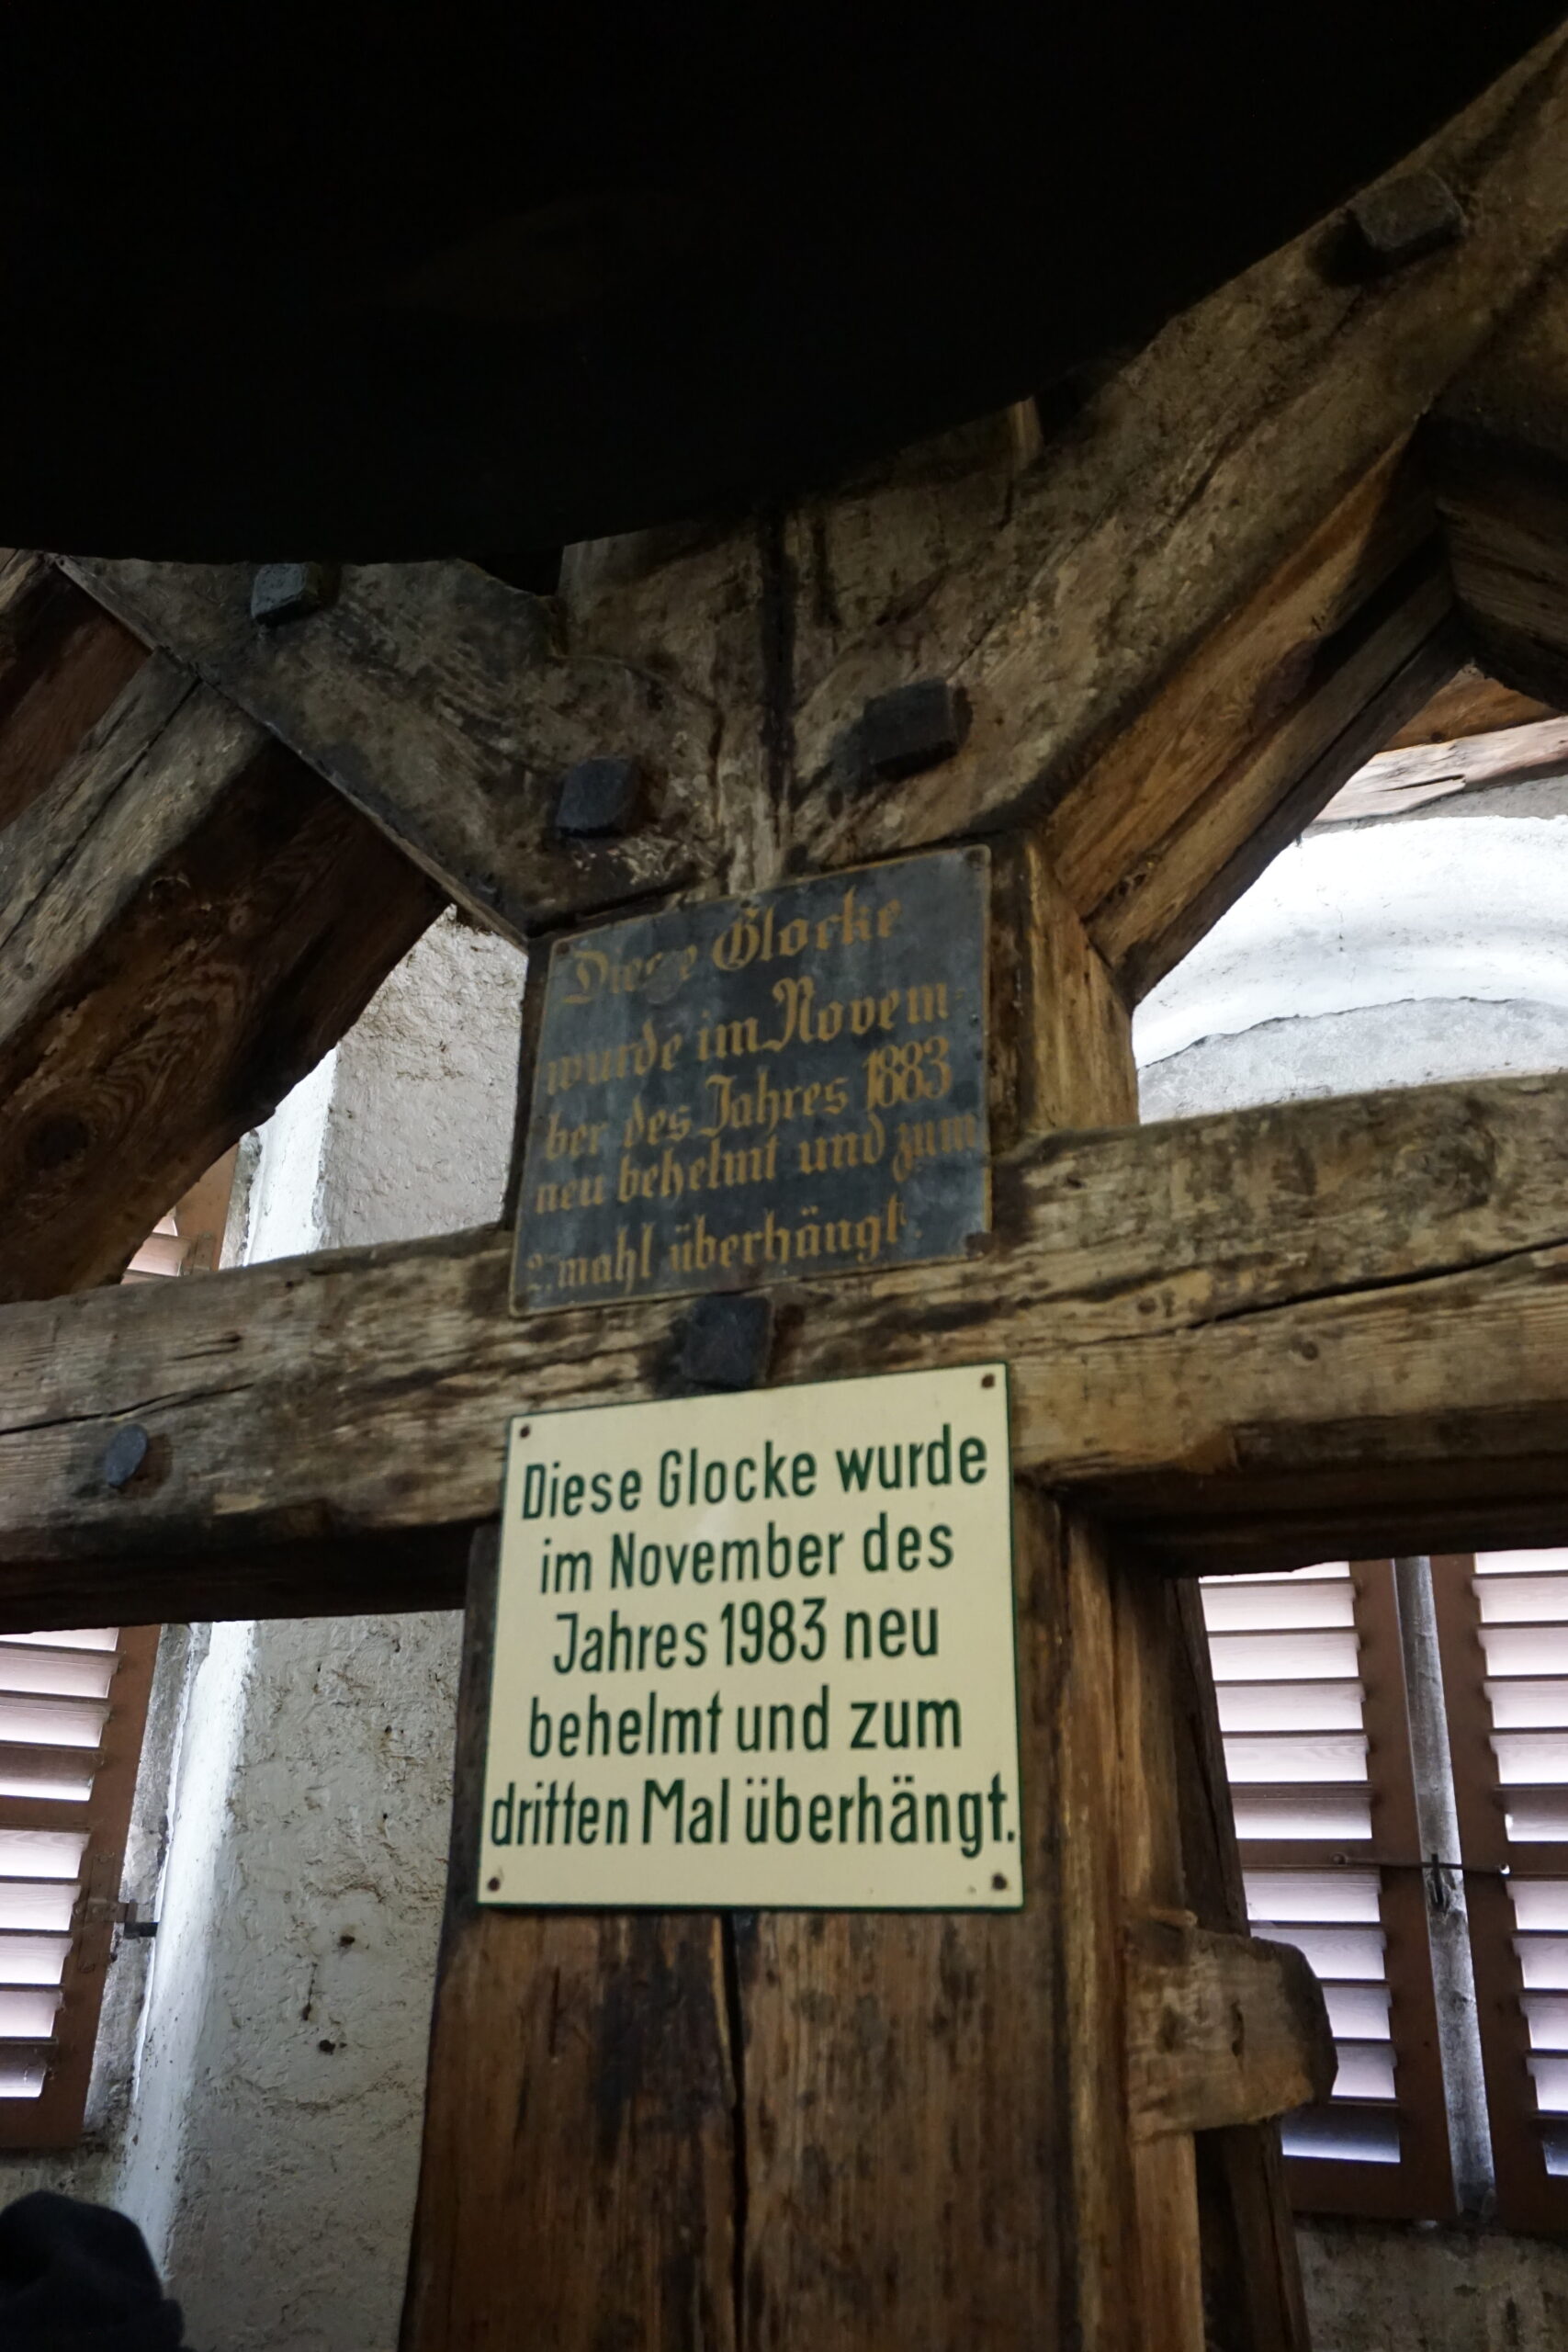 Diese Glocke
wurde im Novem-
ber des Jahres 1883
neu behelmt und zum
2. mahl überhängt.
Diese Glocke wurde
im November des
Jahres 1983 neu
behelmt und zum
dritten Mal überhängt.